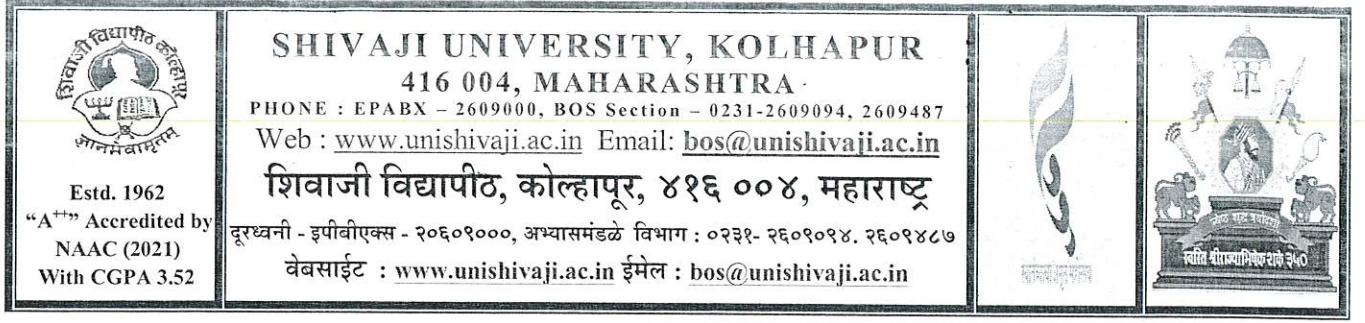 शिवाजी विद्यापीठ कोल्हापूर
ज्ञानमेवामृतम्
Estd. 1962
“A++” Accredited by
NAAC (2021)
With CGPA 3.52
SHIVAJI UNIVERSITY, KOLHAPUR
416 004, MAHARASHTRA
PHONE : EPABX – 2609000, BOS Section – 0231-2609094, 2609487
Web : www.unishivaji.ac.in Email: bos@unishivaji.ac.in
शिवाजी विद्यापीठ, कोल्हापूर, ४१६ ००४, महाराष्ट्र
दूरध्वनी - इपीबीएक्स - २०६०९०००, अभ्यासमंडळे विभाग : ०२३१- २६०९०९४. २६०९४८७
वेबसाईट : www.unishivaji.ac.in ईमेल : bos@unishivaji.ac.in
स्वस्ति श्रीराज्याभिषेक शके ३५०